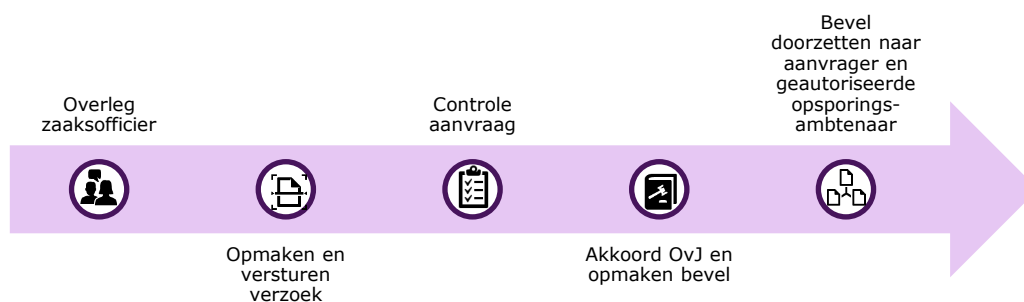 Overleg
zaaksofficier
Opmaken en
versturen
verzoek
Controle
aanvraag
Akkoord OvJ en
opmaken bevel
Bevel
doorzetten naar
aanvrager en
geautoriseerde
opsporings-
ambtenaar